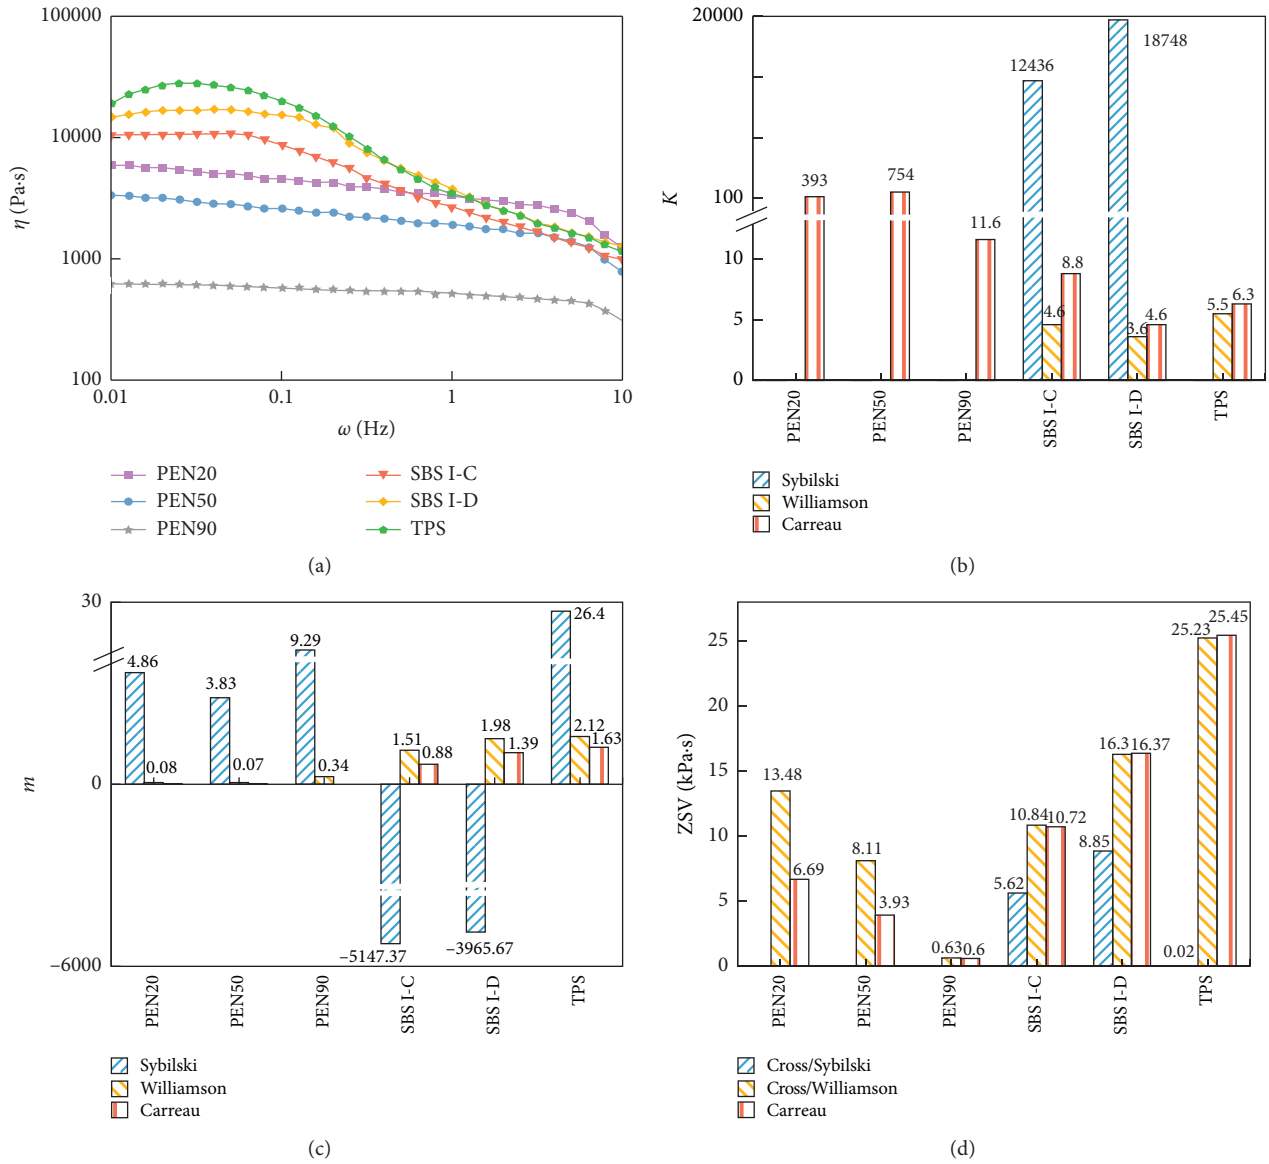 100000
10000
1000
100
η (Pa·s)
0.01 0.1 1 10
ω (Hz)
PEN20 SBS I-C
PEN50 SBS I-D
PEN90 TPS
(a)
20000
100
10
5
0
K
393
754
11.6
12436
4.6
8.8
18748
3.6
4.6
5.5
6.3
PEN20 PEN50 PEN90 SBS I-C SBS I-D TPS
Sybilski
Williamson
Carreau
(b)
30
0
−6000
m
4.86
0.08
3.83
0.07
9.29
0.34
−5147.37
1.51
0.88
−3965.67
1.98
1.39
26.4
2.12
1.63
PEN20 PEN50 PEN90 SBS I-C SBS I-D TPS
Sybilski
Williamson
Carreau
(c)
25
20
15
10
5
0
ZSV (kPa·s)
13.48
6.69
8.11
3.93
0.63
0.6
5.62
10.84
10.72
8.85
16.3
16.37
0.02
25.23
25.45
PEN20 PEN50 PEN90 SBS I-C SBS I-D TPS
Cross/Sybilski
Cross/Williamson
Carreau
(d)